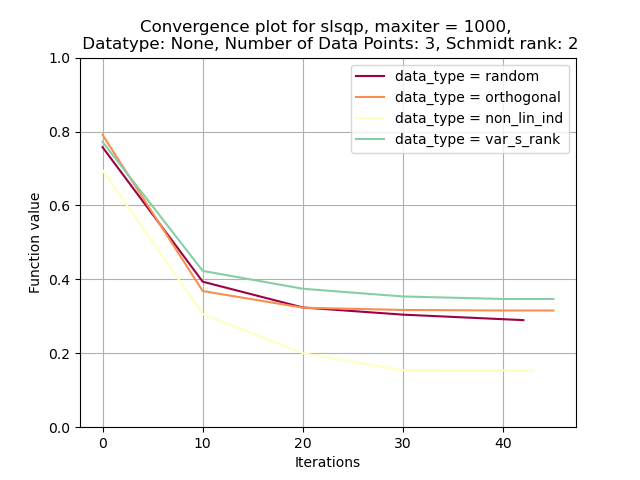 Convergence plot for slsqp, maxiter = 1000,
Datatype: None, Number of Data Points: 3, Schmidt rank: 2
1.0
0.8
0.6
0.4
0.2
0.0
Function value
data_type = random
data_type = orthogonal
data_type = non_lin_ind
data_type = var_s_rank
0 10 20 30 40
Iterations